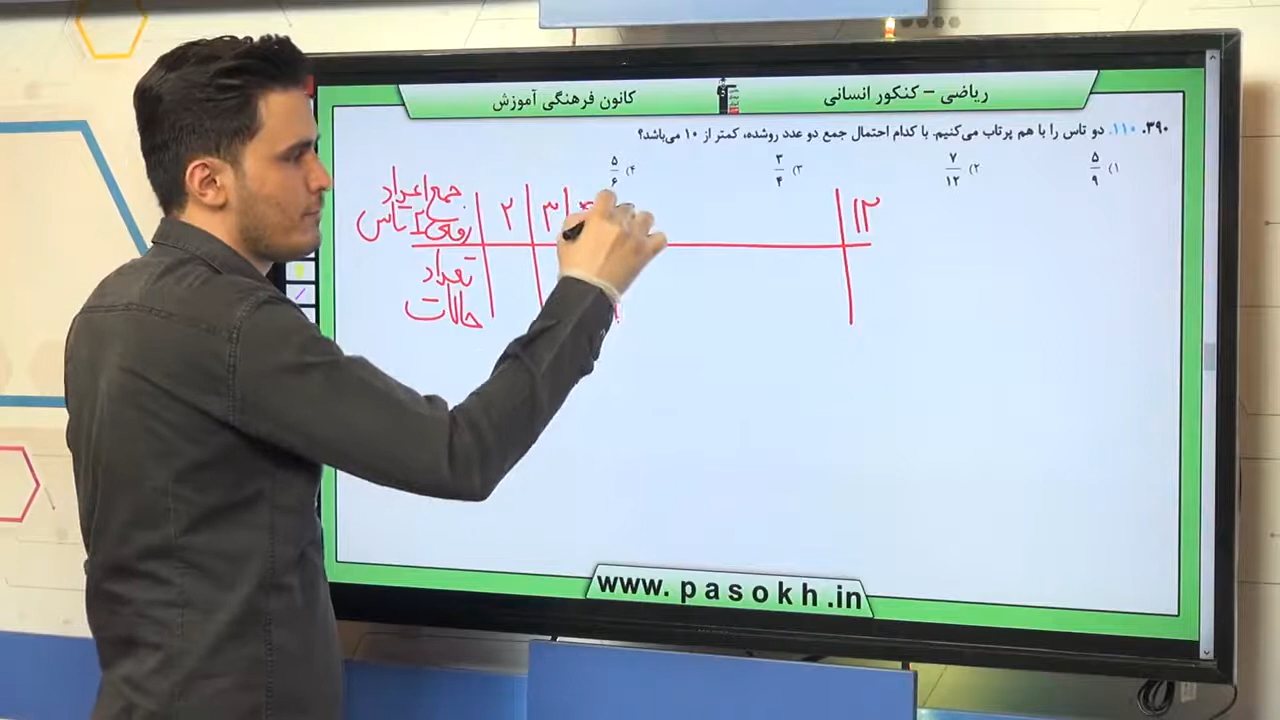 ریاضی - کنکور انسانی
کانون فرهنگی آموزش
۳۹۰. ۱۱۰. دو تاس را با هم پرتاب می‌کنیم. با کدام احتمال جمع دو عدد روشده، کمتر از ۱۰ می‌باشد؟
۱) ۵/۹ ۲) ۷/۱۲ ۳) ۳/۴ ۴) ۵/۶
جمع اعداد
روی ۲ تاس ۲ ۳ ۱۲
تعداد
حالات
www.pasokh.in